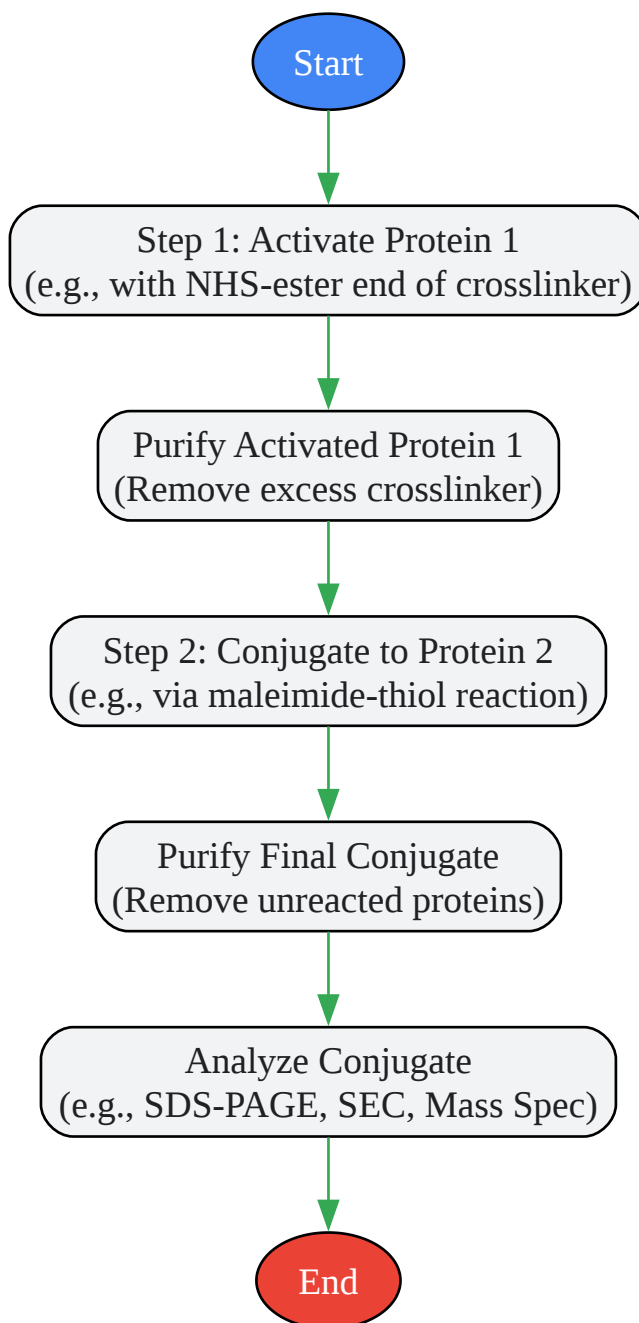 Start
Step 1: Activate Protein 1
(e.g., with NHS-ester end of crosslinker)
Purify Activated Protein 1
(Remove excess crosslinker)
Step 2: Conjugate to Protein 2
(e.g., via maleimide-thiol reaction)
Purify Final Conjugate
(Remove unreacted proteins)
Analyze Conjugate
(e.g., SDS-PAGE, SEC, Mass Spec)
End